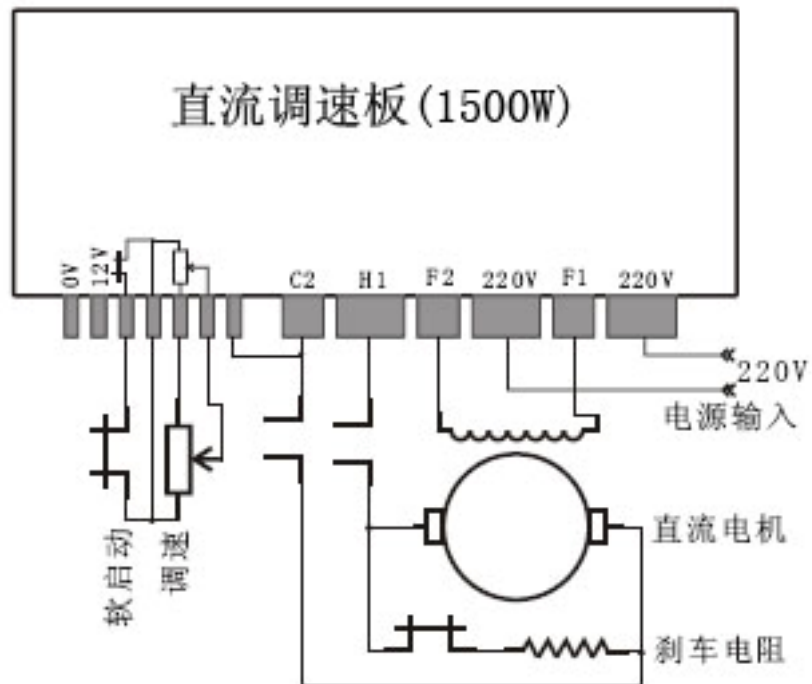 直流调速板(1500W)
0V
12V
C2
H1
F2
220V
F1
220V
220V
电源输入
软启动
调速
直流电机
刹车电阻